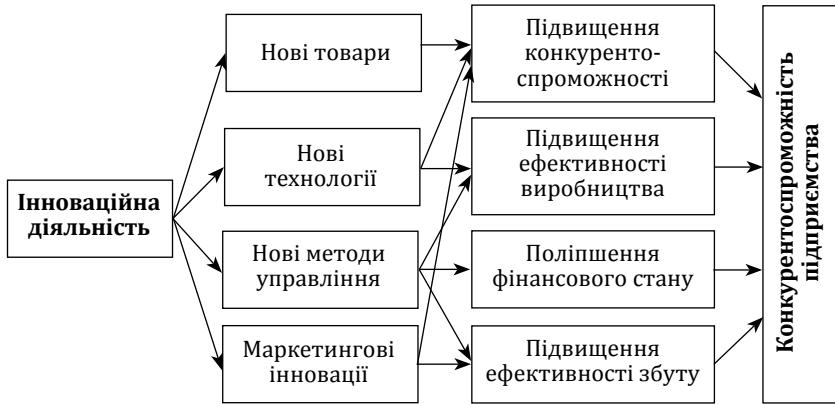 Інноваційна
діяльність
Нові товари
Нові
технології
Нові методи
управління
Маркетингові
інновації
Підвищення
конкуренто-
спроможності
Підвищення
ефективності
виробництва
Поліпшення
фінансового стану
Підвищення
ефективності збуту
Конкурентоспроможність
підприємства